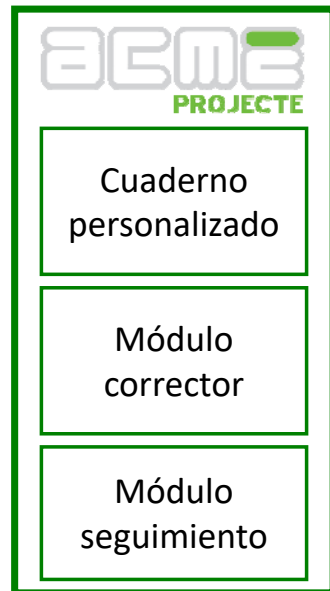 acme
PROJECTE
Cuaderno
personalizado
Módulo
corrector
Módulo
seguimiento